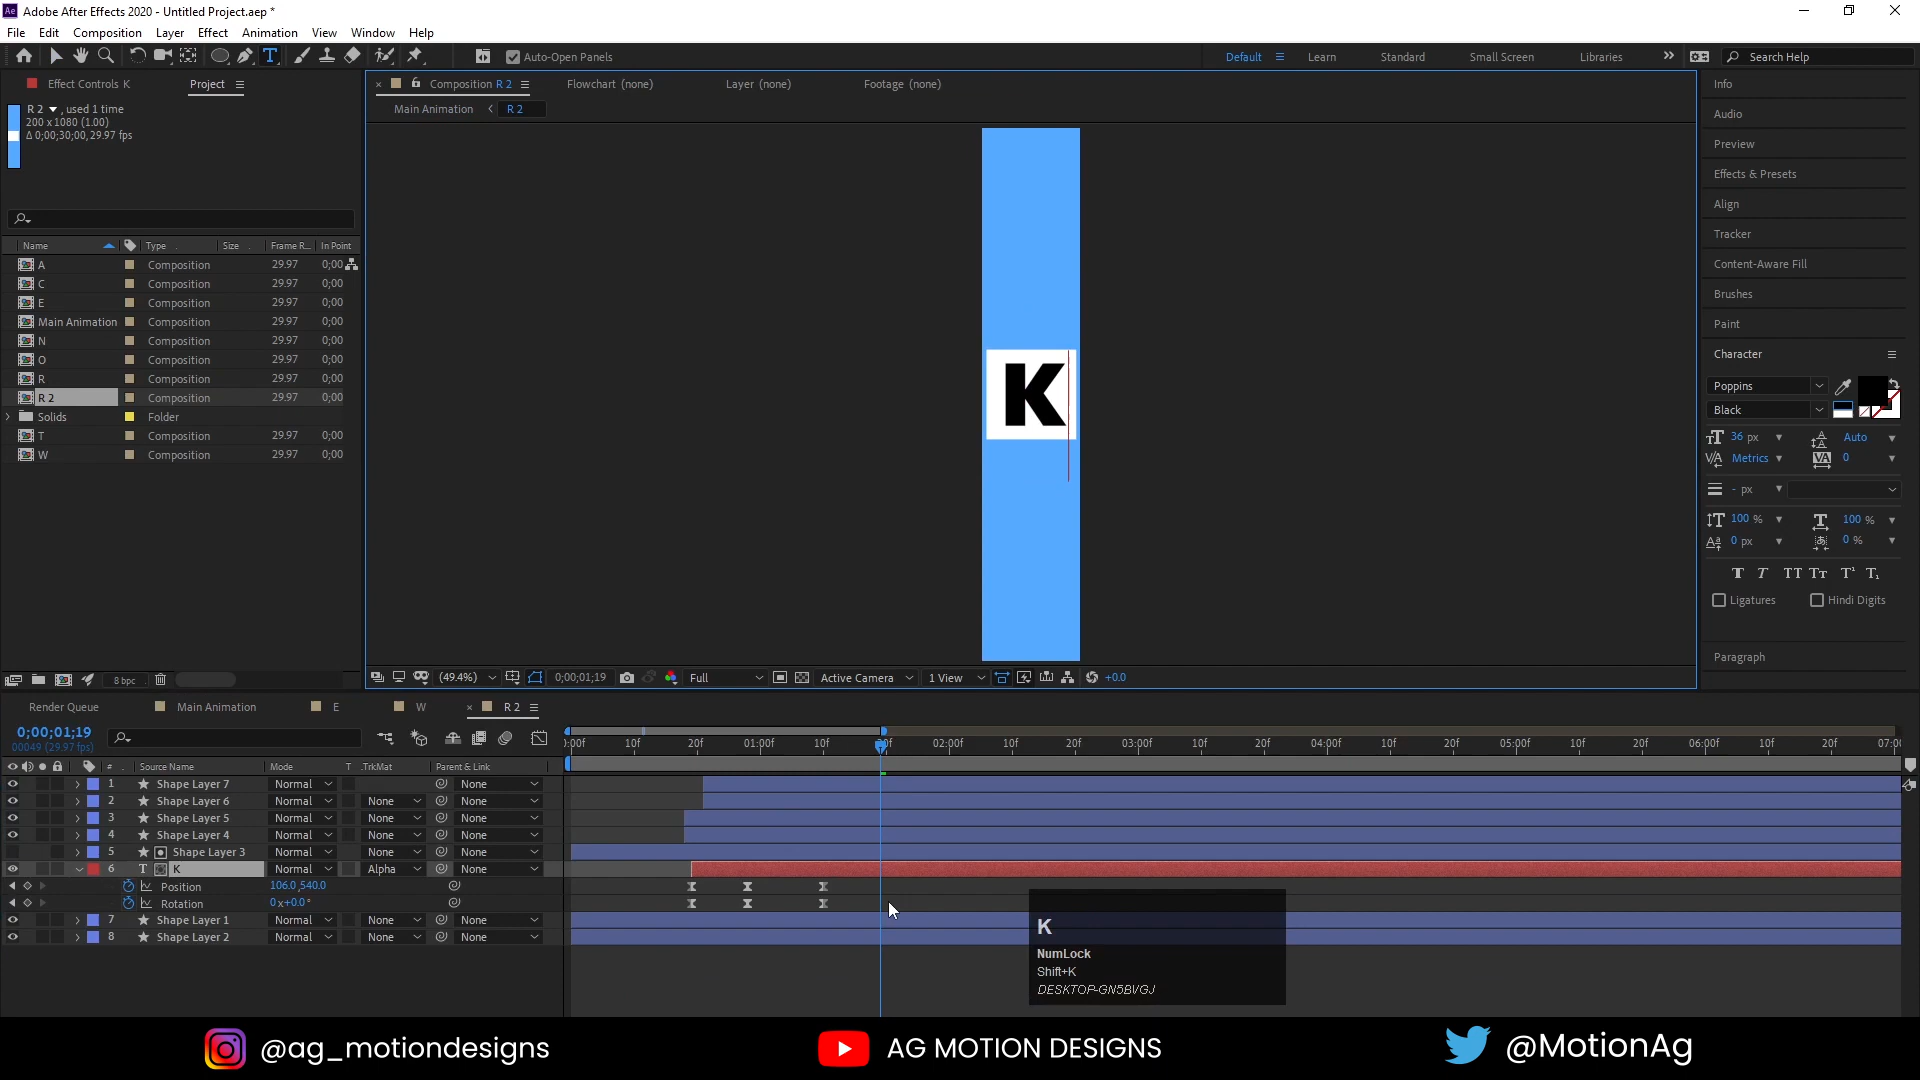 Adobe After Effects 2020 - Untitled Project.aep *
File Edit Composition Layer Effect Animation View Window Help
Auto-Open Panels
Default Learn Standard Small Screen Libraries Search Help
Effect Controls K Project
Composition R 2 Flowchart (none) Layer (none) Footage (none)
Main Animation R 2
R 2 , used 1 time
200 x 1080 (1.00)
Δ 0;00;30;00, 29.97 fps
Name Type Size Frame R... In Point
A Composition 29.97 0;00
C Composition 29.97 0;00
E Composition 29.97 0;00
Main Animation Composition 29.97 0;00
N Composition 29.97 0;00
O Composition 29.97 0;00
R Composition 29.97 0;00
R 2 Composition 29.97 0;00
Solids Folder
T Composition 29.97 0;00
W Composition 29.97 0;00
8 bpc
K
(49.4%) 0;00;01;19 Full Active Camera 1 View +0.0
Info
Audio
Preview
Effects & Presets
Align
Tracker
Content-Aware Fill
Brushes
Paint
Character
Poppins
Black
36 px Auto
Metrics 0
- px
100 % 100 %
0 px 0 %
T T TT Tt T¹ T₁
Ligatures Hindi Digits
Paragraph
Render Queue Main Animation E W R 2
0;00;01;19
00049 (29.97 fps)
:00f 10f 20f 01:00f 10f 20f 02:00f 10f 20f 03:00f 10f 20f 04:00f 10f 20f 05:00f 10f 20f 06:00f 10f 20f 07:00
# Source Name Mode T .TrkMat Parent & Link
1 Shape Layer 7 Normal None
2 Shape Layer 6 Normal None None
3 Shape Layer 5 Normal None None
4 Shape Layer 4 Normal None None
5 Shape Layer 3 Normal None None
6 T K Normal Alpha None
Position 106.0,540.0
Rotation 0x+0.0°
7 Shape Layer 1 Normal None None
8 Shape Layer 2 Normal None None
K
NumLock
Shift+K
DESKTOP-GN5BVGJ
@ag_motiondesigns AG MOTION DESIGNS @MotionAg